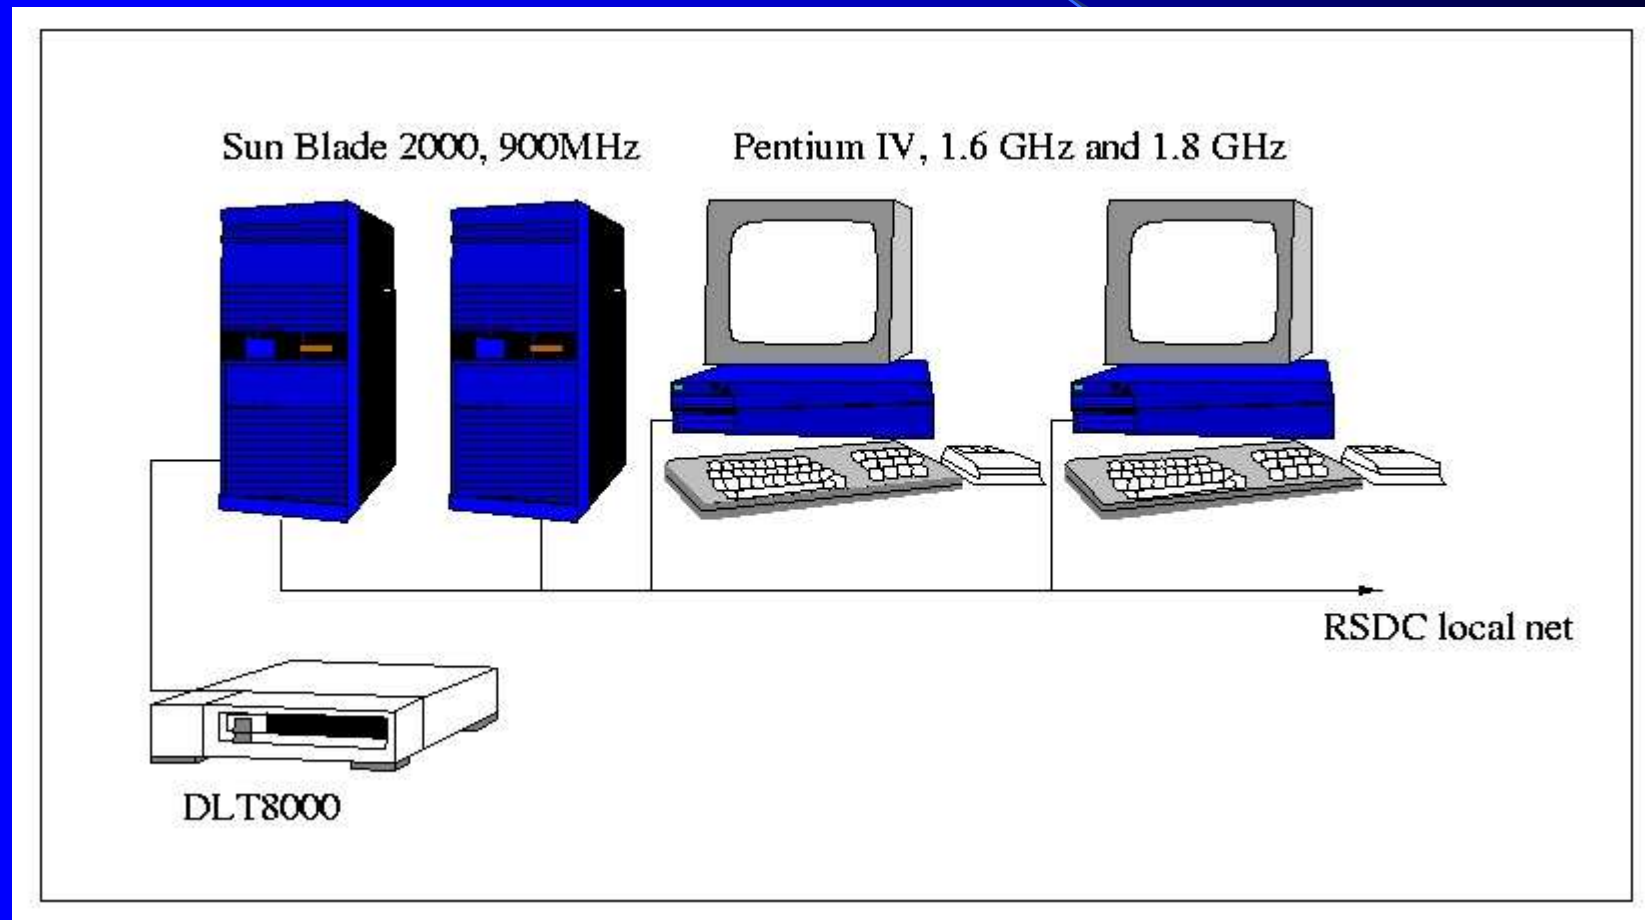 Sun Blade 2000, 900MHz
Pentium IV, 1.6 GHz and 1.8 GHz
RSDC local net
DLT8000